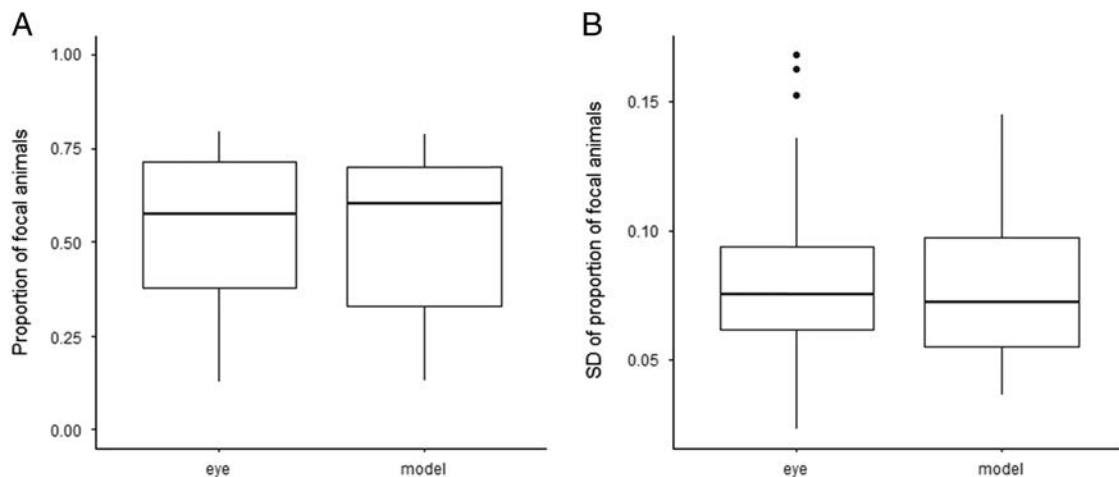 A
Proportion of focal animals
1.00
0.75
0.50
0.25
0.00
eye
model
B
SD of proportion of focal animals
0.15
0.10
0.05
eye
model